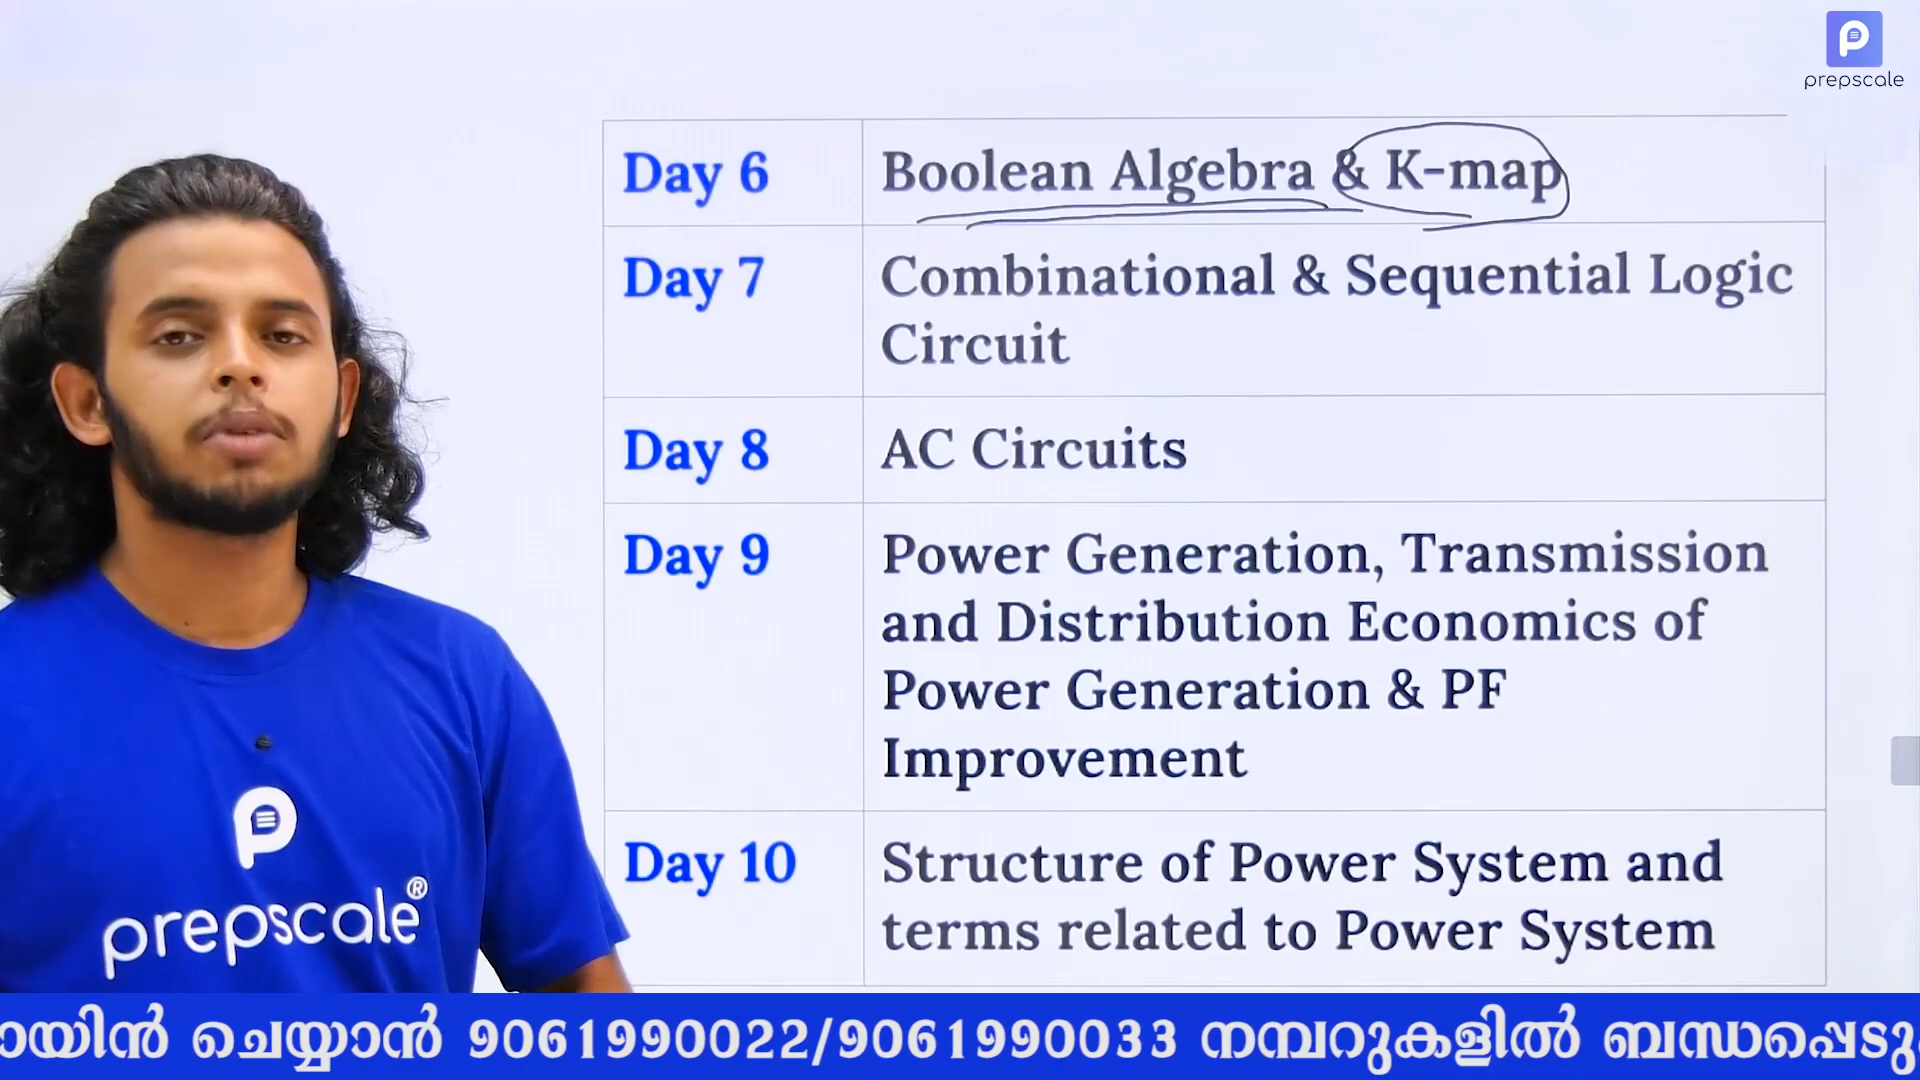 prepscale
Day 6
Boolean Algebra & K-map
Day 7
Combinational & Sequential Logic
Circuit
Day 8
AC Circuits
Day 9
Power Generation, Transmission
and Distribution Economics of
Power Generation & PF
Improvement
Day 10
Structure of Power System and
terms related to Power System
prepscale®
ചെയ്യാൻ 9061990022/9061990033 നമ്പറുകളിൽ